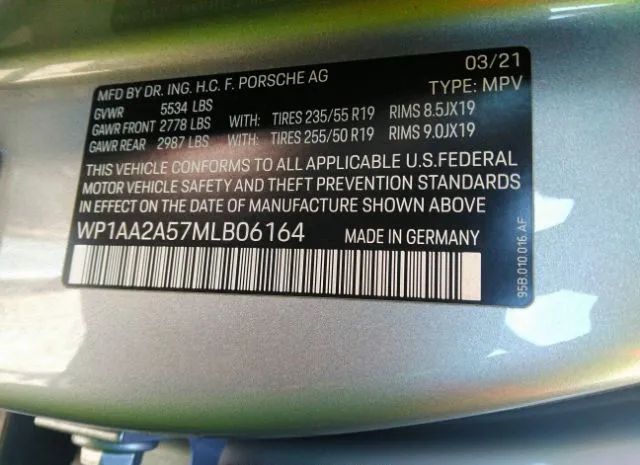 MFD BY DR. ING. H.C. F. PORSCHE AG 03/21
GVWR 5534 LBS TYPE: MPV
GAWR FRONT 2778 LBS WITH: TIRES 235/55 R19 RIMS 8.5JX19
GAWR REAR 2987 LBS WITH: TIRES 255/50 R19 RIMS 9.0JX19
THIS VEHICLE CONFORMS TO ALL APPLICABLE U.S.FEDERAL
MOTOR VEHICLE SAFETY AND THEFT PREVENTION STANDARDS
IN EFFECT ON THE DATE OF MANUFACTURE SHOWN ABOVE
WP1AA2A57MLB06164 MADE IN GERMANY
95B.010.016 AF